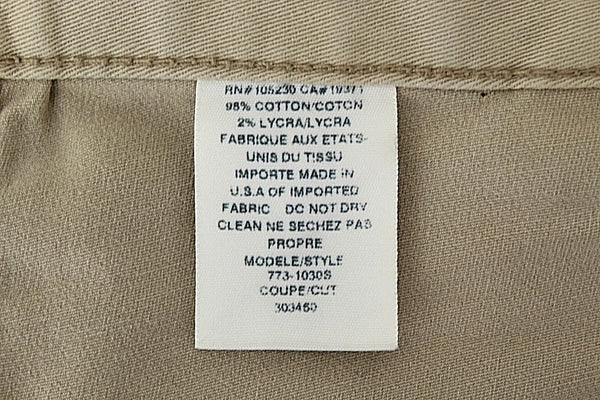 RN#105230 CA#19371
98% COTTON/COTON
2% LYCRA/LYCRA
FABRIQUE AUX ETATS-
UNIS DU TISSU
IMPORTE MADE IN
U.S.A OF IMPORTED
FABRIC DO NOT DRY
CLEAN NE SECHEZ PAS
PROPRE
MODELE/STYLE
773-1030S
COUPE/CUT
303460